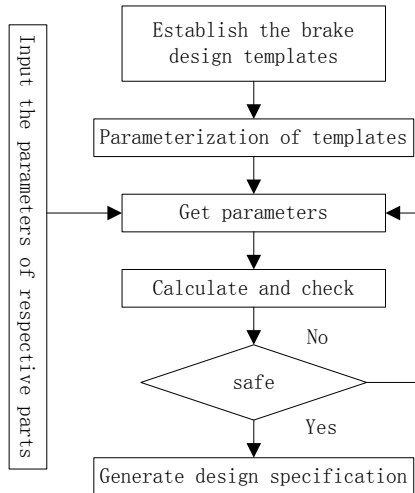 Input the parameters of respective parts
Establish the brake
design templates
Parameterization of templates
Get parameters
Calculate and check
No
safe
Yes
Generate design specification